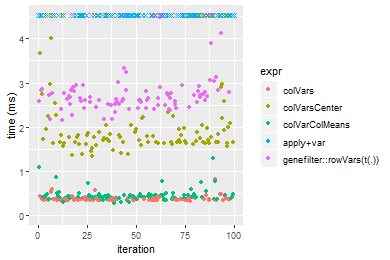 4
3
2
1
0
time (ms)
0
25
50
75
100
iteration
expr
colVars
colVarsCenter
colVarColMeans
apply+var
genefilter::rowVars(t(.))